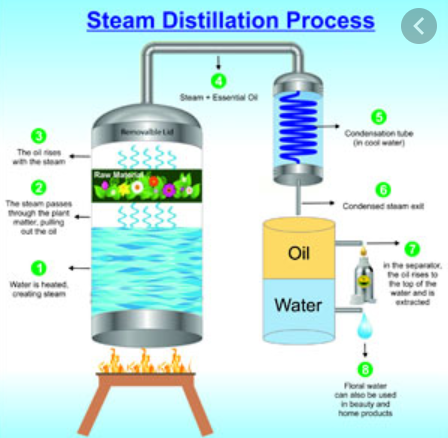 Steam Distillation Process
4
Steam + Essential Oil
Removalble Lid
3
The oil rises
with the steam
Raw Material
2
The steam passes
through the plant
matter, pulling
out the oil
1
Water is heated,
creating steam
5
Condensation tube
(in cool water)
6
Condensed steam exit
Oil
Water
7
in the separator,
the oil rises to
the top of the
water and is
extracted
8
Floral water
can also be used
in beauty and
home products